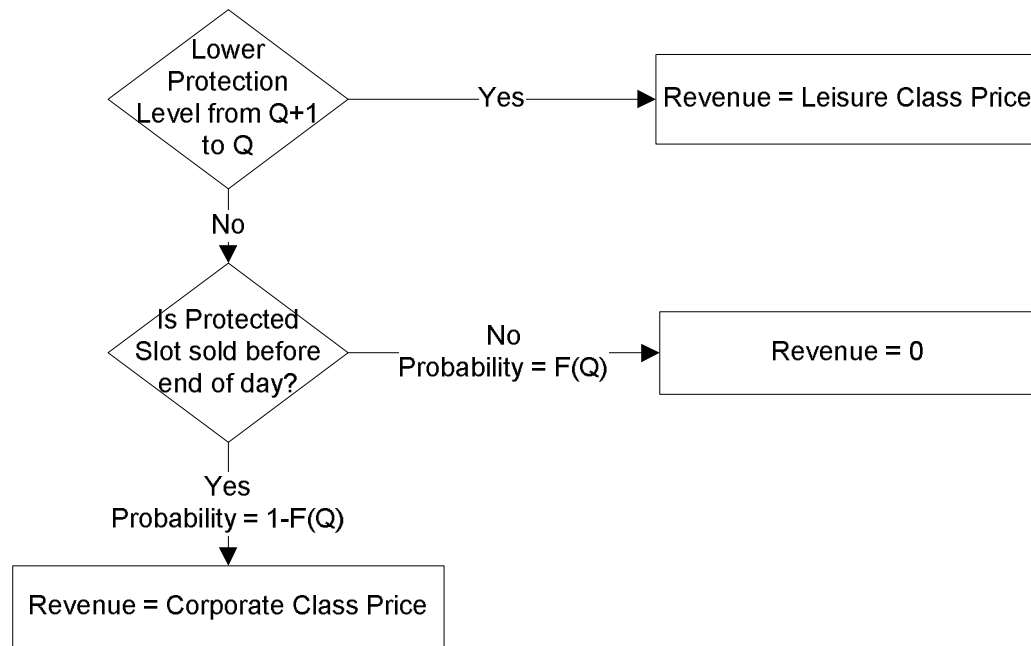 Lower
Protection
Level from Q+1
to Q
Yes
Revenue = Leisure Class Price
No
Is Protected
Slot sold before
end of day?
No
Probability = F(Q)
Revenue = 0
Yes
Probability = 1-F(Q)
Revenue = Corporate Class Price